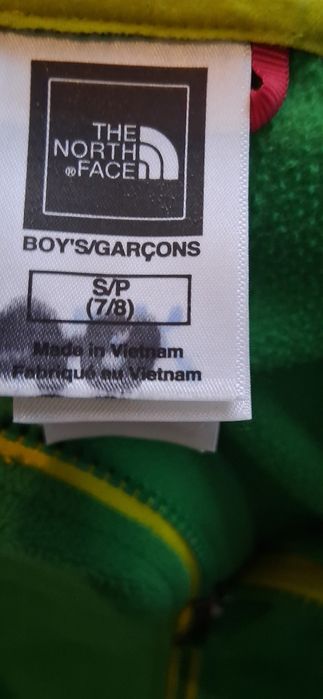 THE
NORTH
® FACE
BOY'S/GARÇONS
S/P
(7/8)
Made in Vietnam
Fabriqué au Vietnam